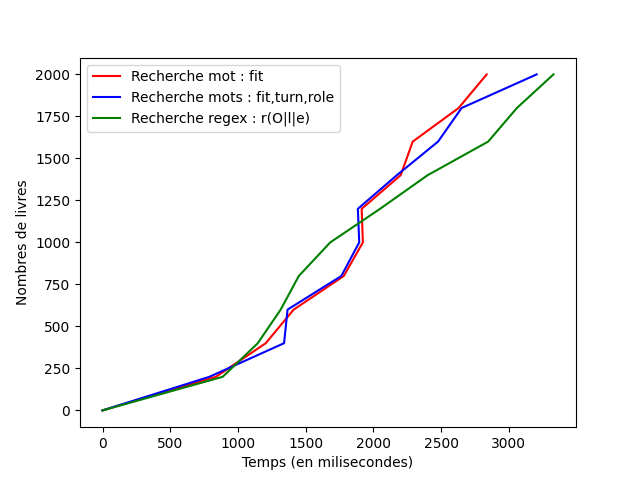 Recherche mot : fit
Recherche mots : fit,turn,role
Recherche regex : r(O|l|e)
2000
1750
1500
1250
1000
750
500
250
0
Nombres de livres
0 500 1000 1500 2000 2500 3000
Temps (en milisecondes)